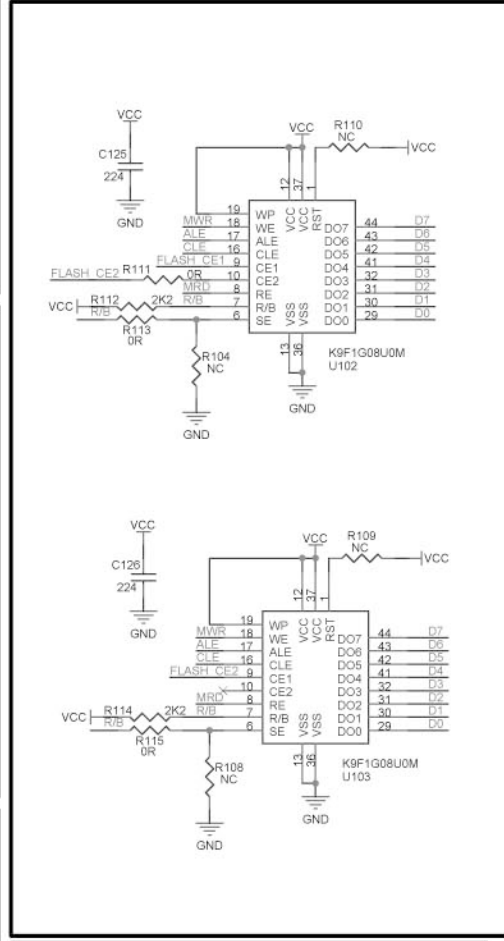 VCC
C125
224
GND
VCC
R110
NC
VCC
12
37
1
19 WP
VCC
VCC
RST
MWR 18 WE
DO7 44 D7
ALE 17 ALE
DO6 43 D6
CLE 16 CLE
DO5 42 D5
FLASH_CE1 9 CE1
DO4 41 D4
FLASH_CE2 R111 0R 10 CE2
DO3 32 D3
MRD 8 RE
DO2 31 D2
VCC R112 2K2 R/B 7 R/B
DO1 30 D1
R/B R113 0R 6 SE
DO0 29 D0
VSS
VSS
13
36
R104
NC
GND
K9F1G08U0M
U102
GND
VCC
C126
224
GND
VCC
R109
NC
VCC
12
37
1
19 WP
VCC
VCC
RST
MWR 18 WE
DO7 44 D7
ALE 17 ALE
DO6 43 D6
CLE 16 CLE
DO5 42 D5
FLASH_CE2 9 CE1
DO4 41 D4
10 CE2
DO3 32 D3
MRD 8 RE
DO2 31 D2
VCC R114 2K2 R/B 7 R/B
DO1 30 D1
R/B R115 0R 6 SE
DO0 29 D0
VSS
VSS
13
36
R108
NC
GND
K9F1G08U0M
U103
GND